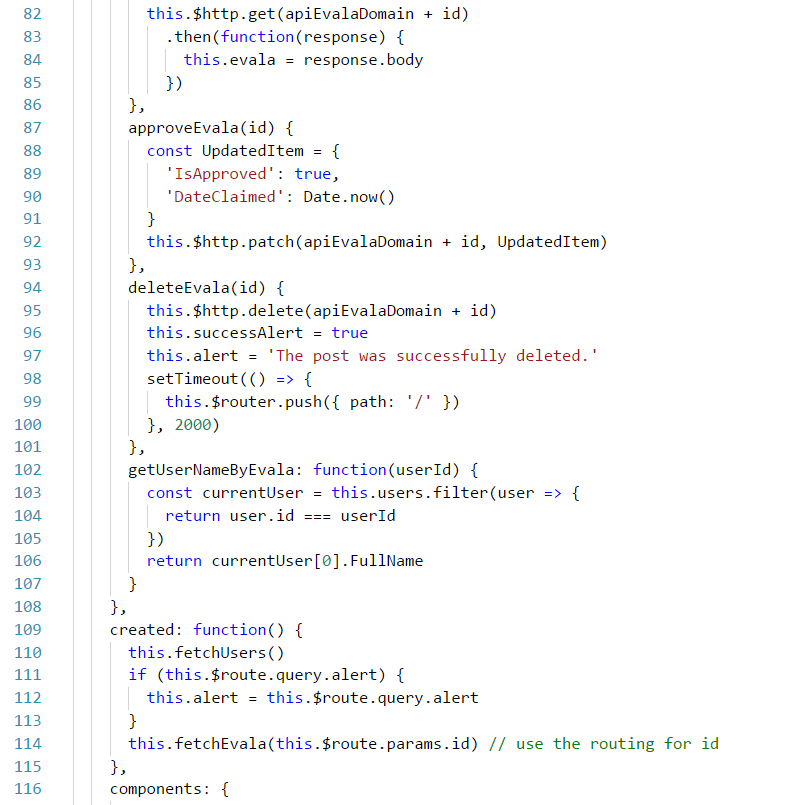 82 this.$http.get(apiEvalaDomain + id)
83 .then(function(response) {
84 this.evala = response.body
85 })
86 },
87 approveEvala(id) {
88 const UpdatedItem = {
89 'IsApproved': true,
90 'DateClaimed': Date.now()
91 }
92 this.$http.patch(apiEvalaDomain + id, UpdatedItem)
93 },
94 deleteEvala(id) {
95 this.$http.delete(apiEvalaDomain + id)
96 this.successAlert = true
97 this.alert = 'The post was successfully deleted.'
98 setTimeout(() => {
99 this.$router.push({ path: '/' })
100 }, 2000)
101 },
102 getUserNameByEvala: function(userId) {
103 const currentUser = this.users.filter(user => {
104 return user.id === userId
105 })
106 return currentUser[0].FullName
107 }
108 },
109 created: function() {
110 this.fetchUsers()
111 if (this.$route.query.alert) {
112 this.alert = this.$route.query.alert
113 }
114 this.fetchEvala(this.$route.params.id) // use the routing for id
115 },
116 components: {